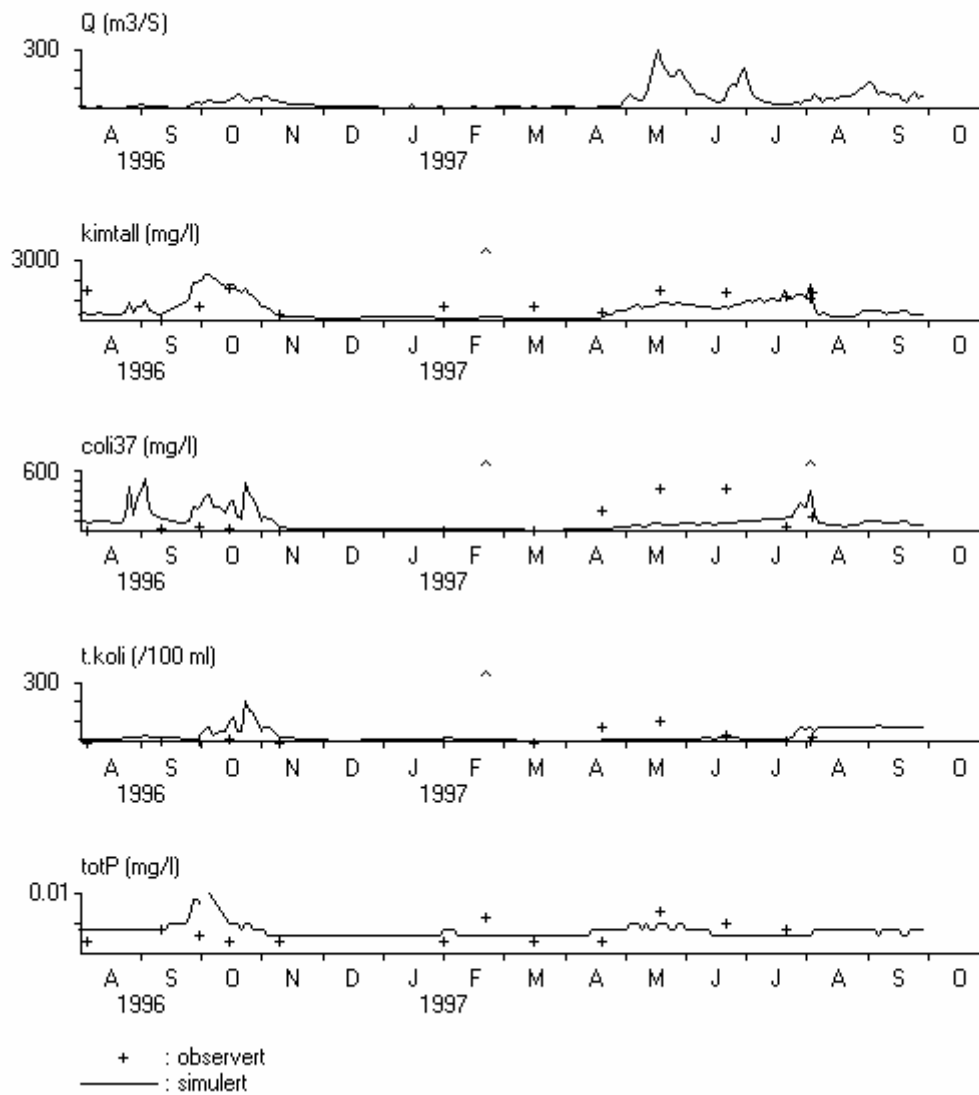 Q (m3/S)
300
A S O N D J F M A M J J A S O
1996 1997
kimtall (mg/l)
3000
A S O N D J F M A M J J A S O
1996 1997
coli37 (mg/l)
600
A S O N D J F M A M J J A S O
1996 1997
t.koli (/100 ml)
300
A S O N D J F M A M J J A S O
1996 1997
totP (mg/l)
0.01
A S O N D J F M A M J J A S O
1996 1997
+ : observert
: simulert